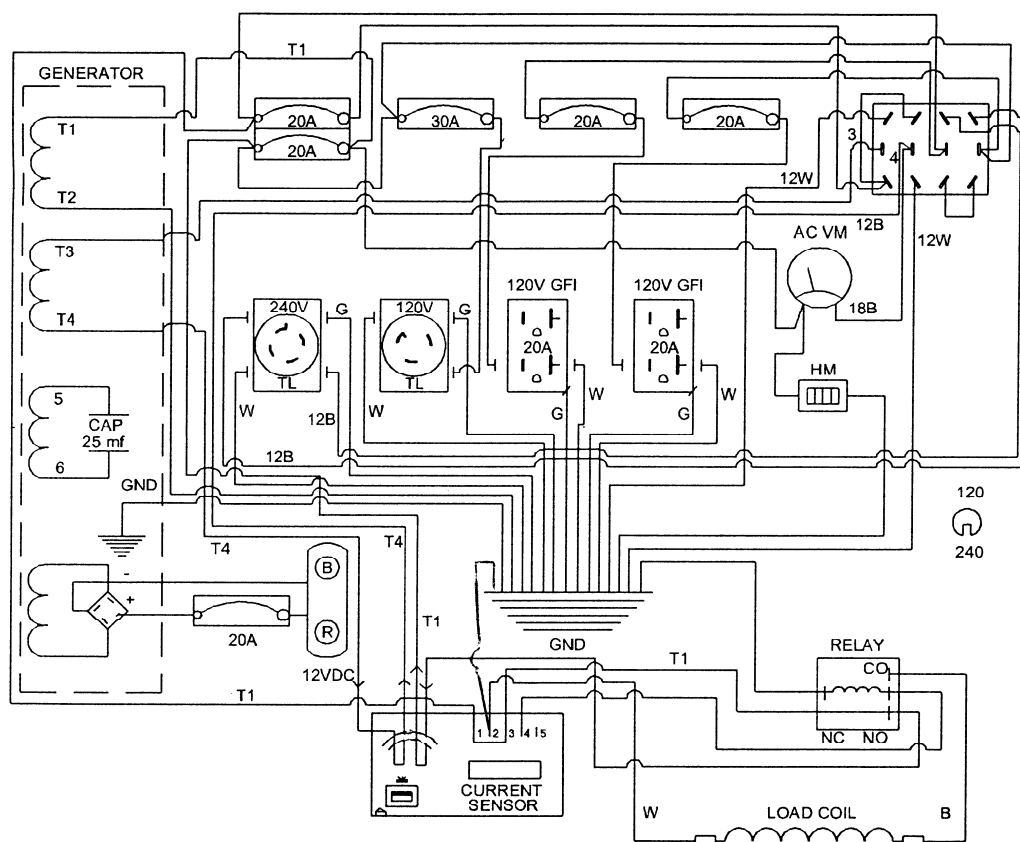 T1
GENERATOR
T1
T2
T3
T4
20A
20A
30A
20A
20A
3
4
12W
12B
12W
AC VM
18B
HM
240V
TL
G
W
12B
12B
120V
TL
G
W
120V GFI
20A
W
G
120V GFI
20A
W
G
5
CAP
25 mf
6
GND
120
240
T4
T4
T1
-
+
20A
B
R
12VDC
GND
T1
T1
RELAY
CO
NC NO
1 2 3 4 5
CURRENT
SENSOR
W
LOAD COIL
B